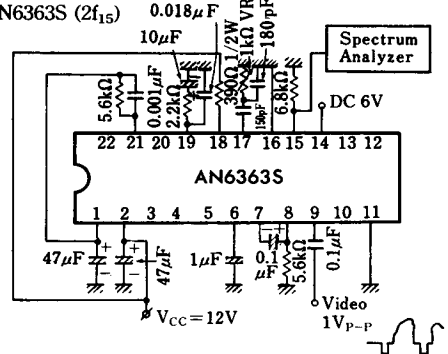 N6363S (2f15)
0.018μF
10μF
5.6kΩ
0.001μF
2.2kΩ
390Ω 1/2W
1kΩ VR
150pF
180pF
6.8kΩ
Spectrum
Analyzer
DC 6V
22 21 20 19 18 17 16 15 14 13 12
AN6363S
1 2 3 4 5 6 7 8 9 10 11
47μF
+
−
+
−
47μF
1μF
− +
0.1
μF
5.6kΩ
0.1μF
VCC=12V
Video
1VP-P